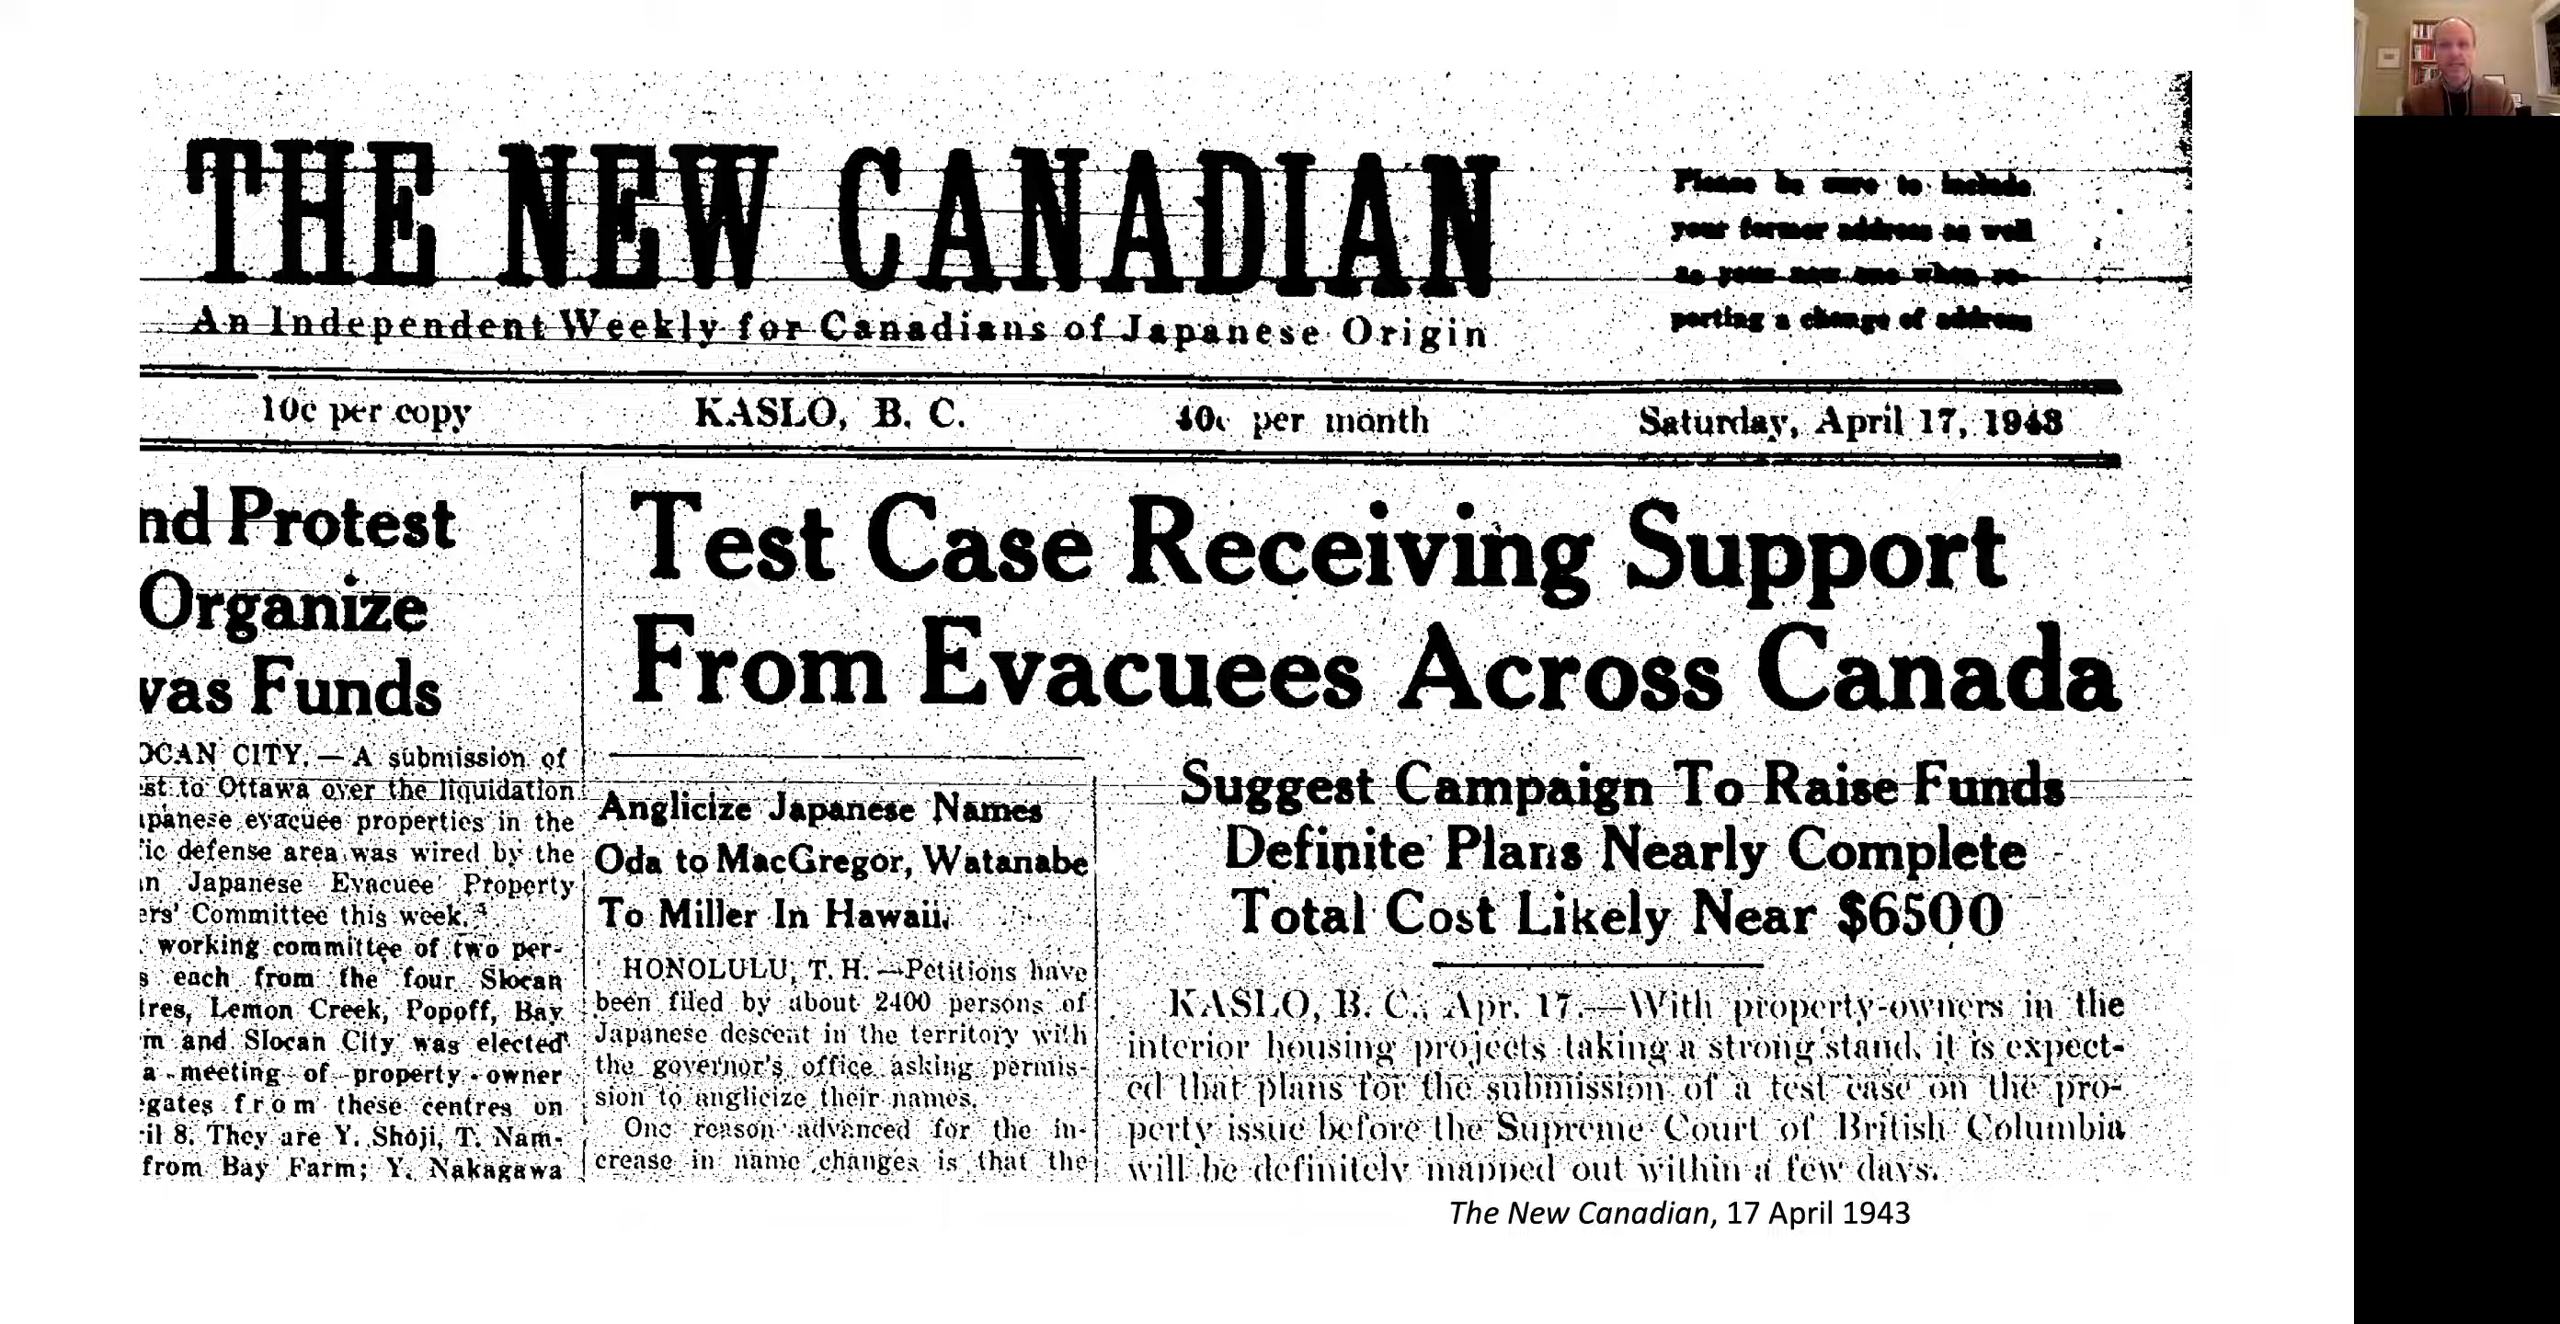 THE NEW CANADIAN
An Independent Weekly for Canadians of Japanese Origin
Please be sure to include
your former address as well
as your new one when re-
porting a change of address
10c per copy KASLO, B. C. 40c per month Saturday, April 17, 1943
nd Protest
Organize
vas Funds
OCAN CITY. — A submission of
est to Ottawa over the liquidation
apanese evacuee properties in the
fic defense area was wired by the
an Japanese Evacuee Property
ers' Committee this week.
working committee of two per-
s each from the four Slocan
tres, Lemon Creek, Popoff, Bay
m and Slocan City was elected
a meeting of property owner
egates from these centres on
ril 8. They are Y. Shoji, T. Nam-
from Bay Farm; Y. Nakagawa
Test Case Receiving Support
From Evacuees Across Canada
Anglicize Japanese Names
Oda to MacGregor, Watanabe
To Miller In Hawaii.
HONOLULU, T. H. —Petitions have
been filed by about 2400 persons of
Japanese descent in the territory with
the governor's office asking permis-
sion to anglicize their names.
One reason advanced for the in-
crease in name changes is that the
Suggest Campaign To Raise Funds
Definite Plans Nearly Complete
Total Cost Likely Near $6500
KASLO, B. C., Apr. 17.—With property-owners in the
interior housing projects taking a strong stand, it is expect-
ed that plans for the submission of a test case on the pro-
perty issue before the Supreme Court of British Columbia
will be definitely mapped out within a few days.
The New Canadian, 17 April 1943